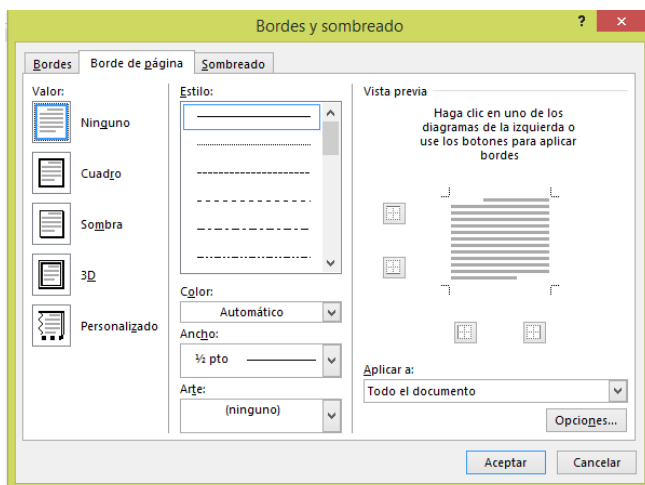 Bordes y sombreado
?
Bordes
Borde de página
Sombreado
Valor:
Ninguno
Cuadro
Sombra
3D
Personalizado
Estilo:
Color:
Automático
Ancho:
½ pto
Arte:
(ninguno)
Vista previa
Haga clic en uno de los
diagramas de la izquierda o
use los botones para aplicar
bordes
Aplicar a:
Todo el documento
Opciones...
Aceptar
Cancelar